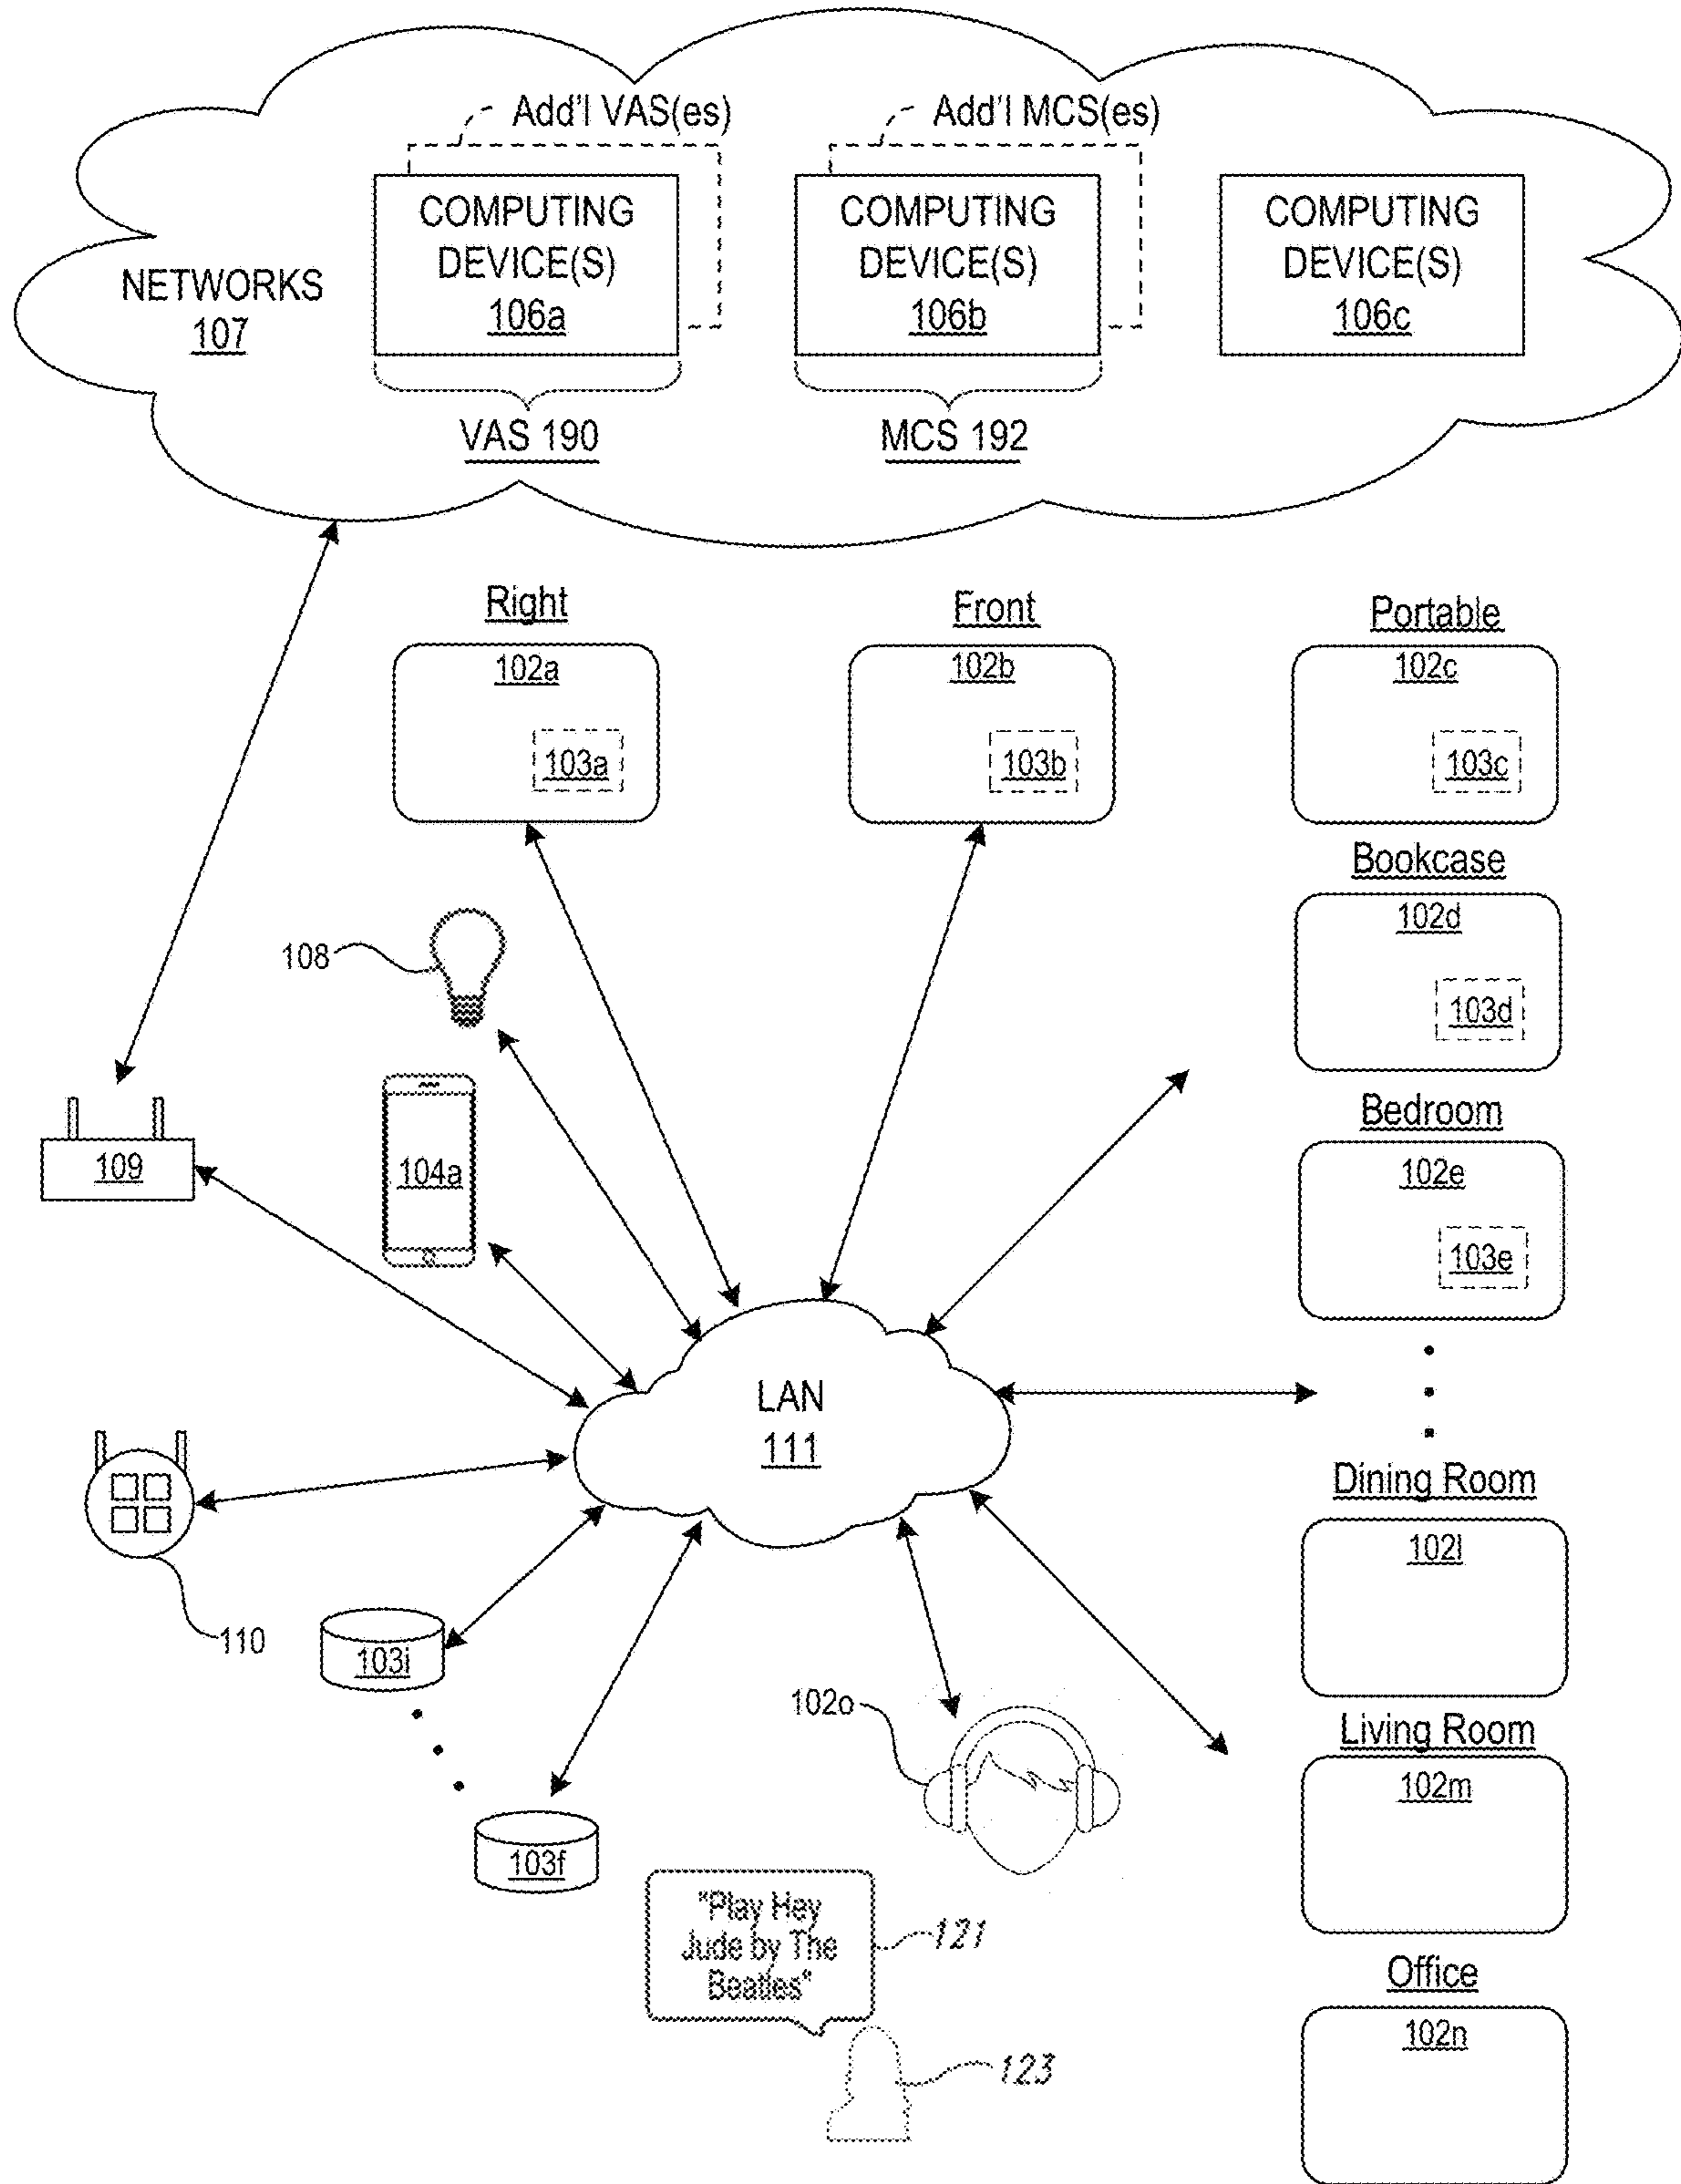 Add'l VAS(es)
Add'l MCS(es)
COMPUTING
DEVICE(S)
106a
COMPUTING
DEVICE(S)
106b
COMPUTING
DEVICE(S)
106c
NETWORKS
107
VAS 190
MCS 192
Right
102a
103a
Front
102b
103b
Portable
102c
103c
Bookcase
102d
103d
108
Bedroom
102e
103e
104a
109
LAN
111
Dining Room
102l
110
103i
102o
Living Room
102m
103f
"Play Hey
Jude by The
Beatles"
121
Office
102n
123